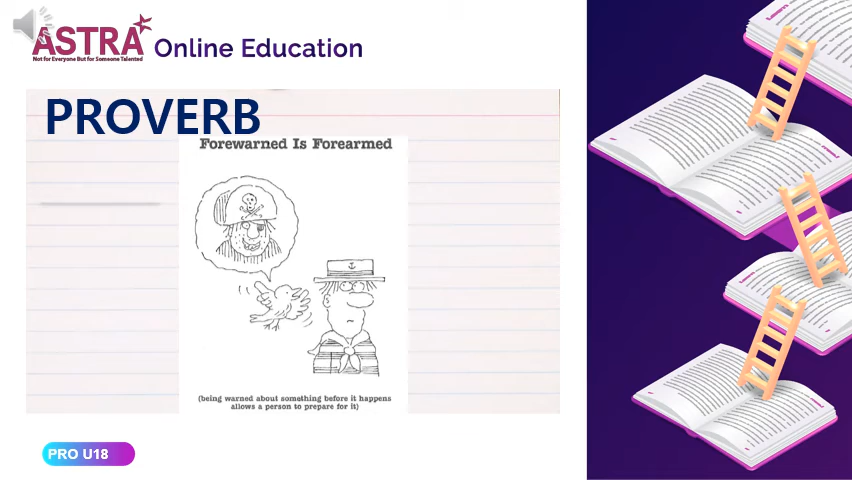 ASTRA
Not for Everyone But for Someone Talented
Online Education
PROVERB
Forewarned Is Forearmed
(being warned about something before it happens
allows a person to prepare for it)
PRO U18